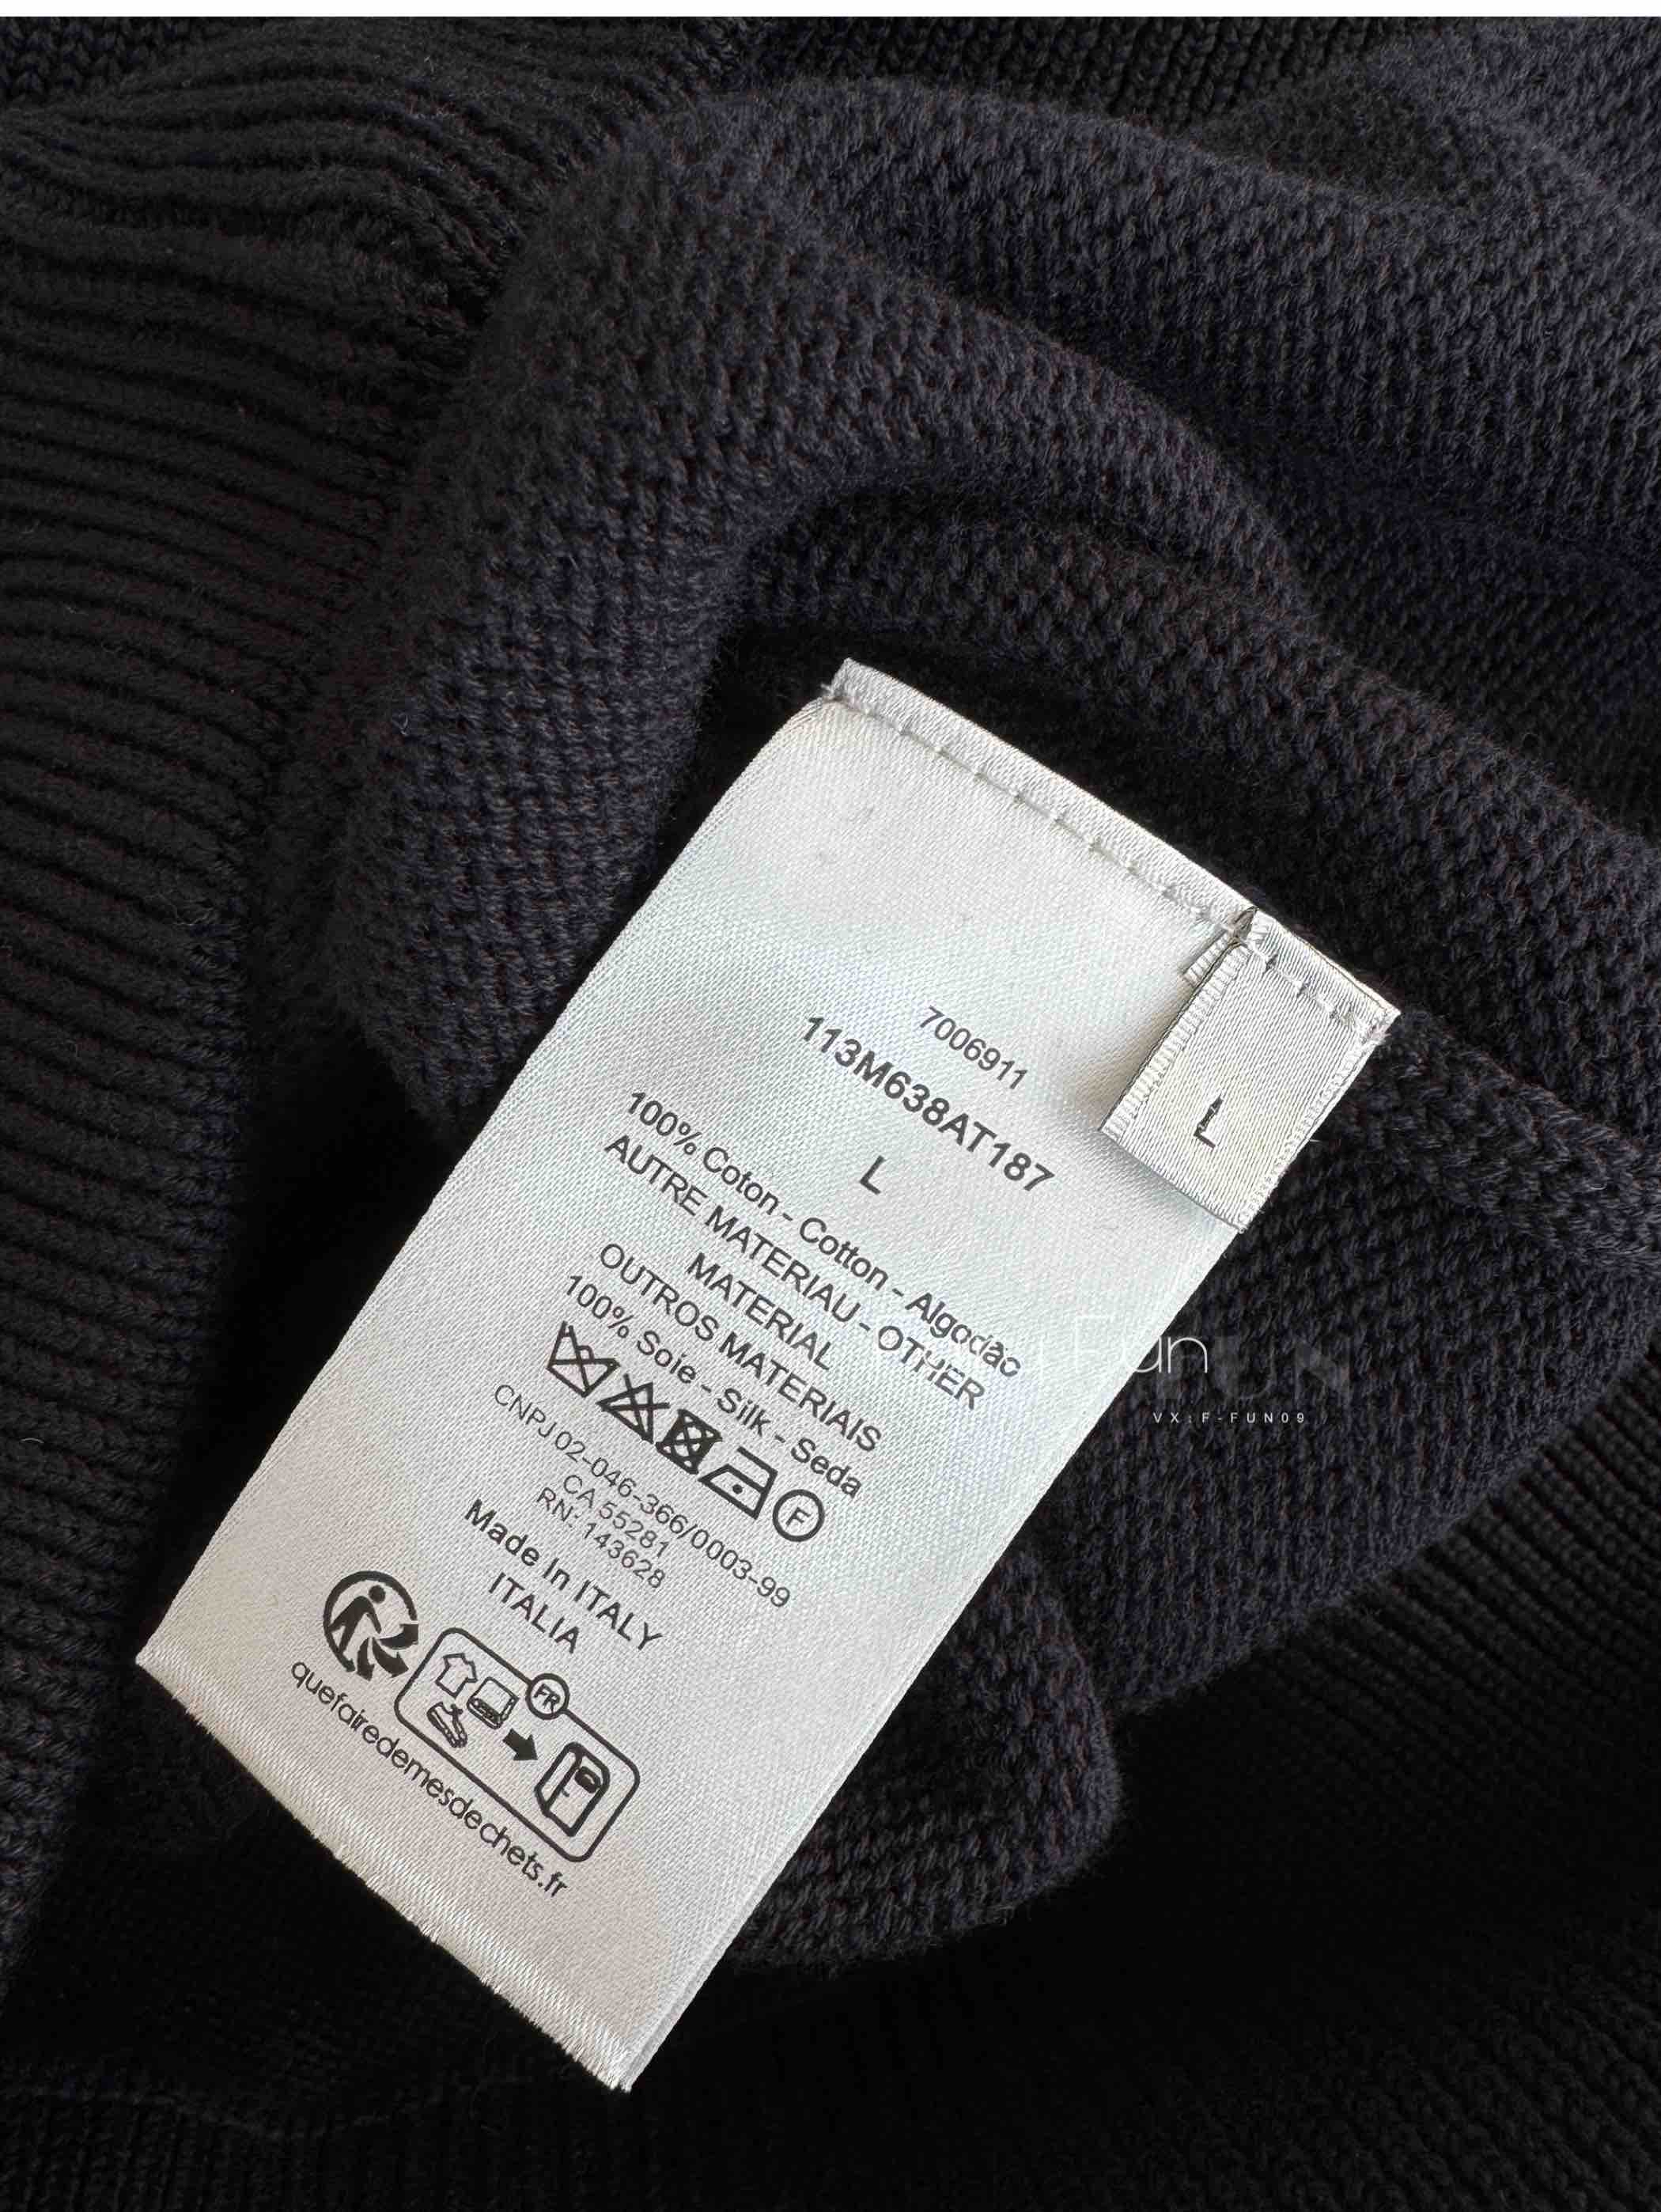 7006911
113M638AT187
L
100% Coton - Cotton - Algodão
AUTRE MATERIAU - OTHER
MATERIAL
OUTROS MATERIAIS
100% Soie - Silk - Seda
F
CNPJ 02-046-366/0003-99
CA 55281
RN: 143628
Made In ITALY
ITALIA
FR
quefairedemesdechets.fr
L
Fun
VX:F-FUN09